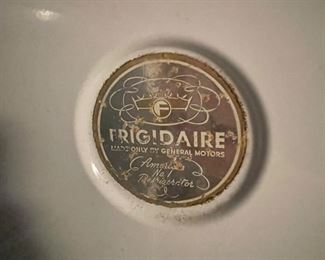 F
FRIGIDAIRE
MADE ONLY BY GENERAL MOTORS
America's
No. 1
Refrigerator